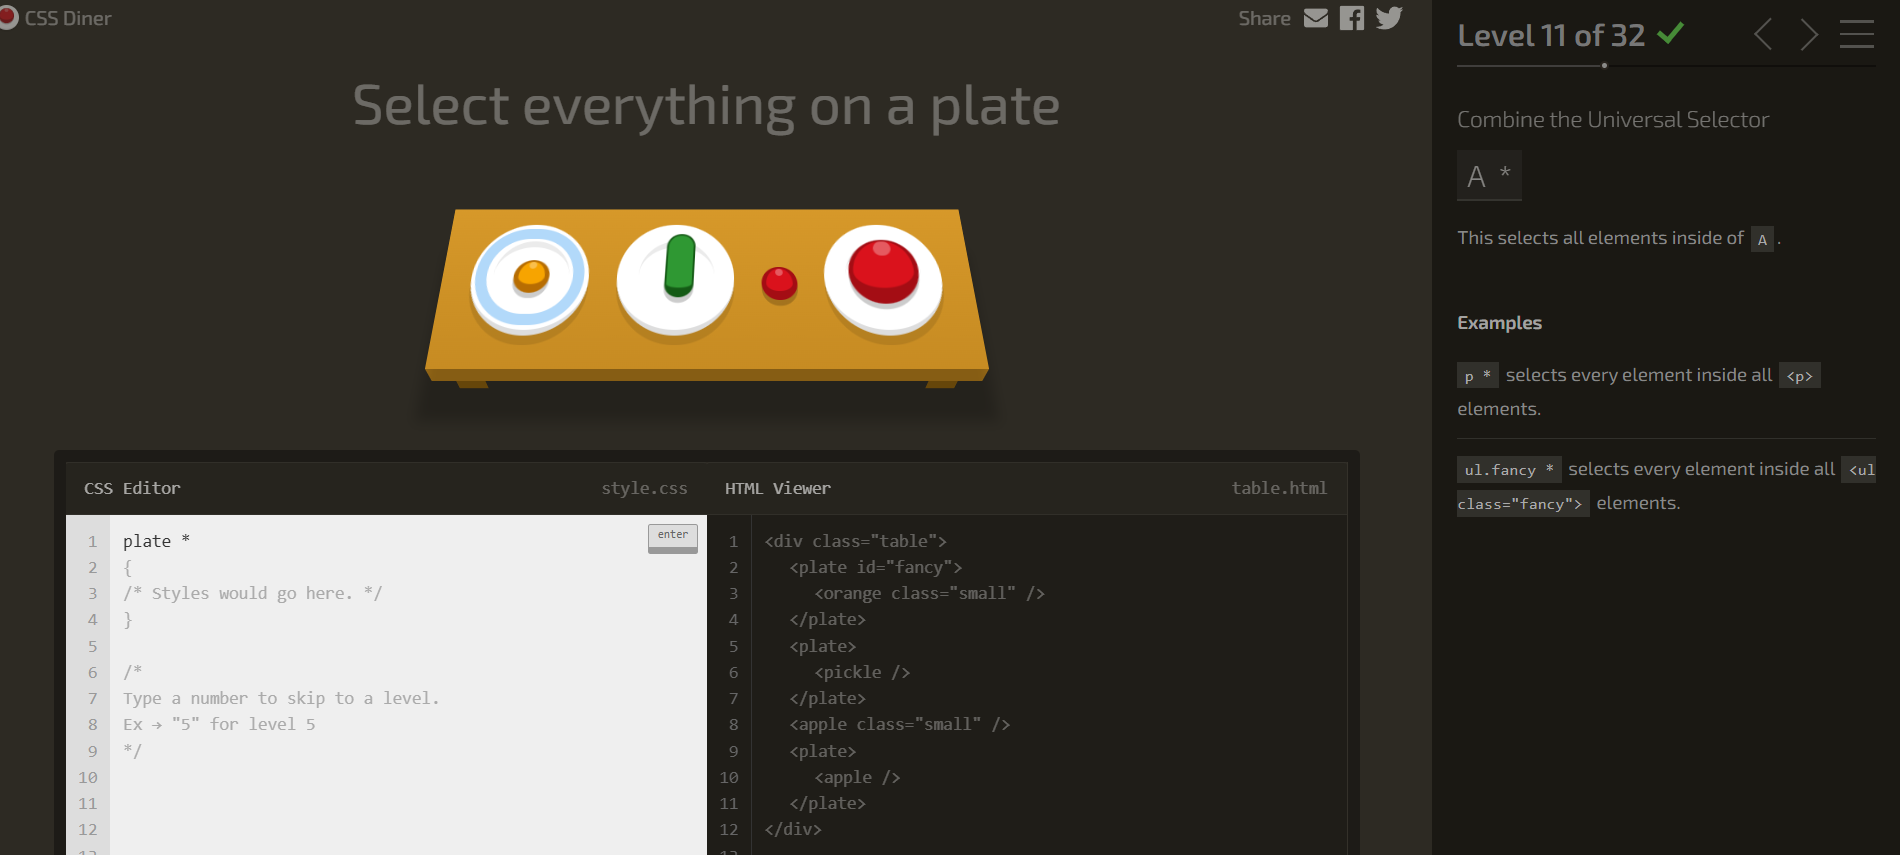 CSS Diner
Share
Select everything on a plate
CSS Editor
style.css
1 plate *
enter
2 {
3 /* Styles would go here. */
4 }
5
6 /*
7 Type a number to skip to a level.
8 Ex → "5" for level 5
9 */
10
11
12
HTML Viewer
table.html
1 <div class="table">
2 <plate id="fancy">
3 <orange class="small" />
4 </plate>
5 <plate>
6 <pickle />
7 </plate>
8 <apple class="small" />
9 <plate>
10 <apple />
11 </plate>
12 </div>
Level 11 of 32
Combine the Universal Selector
A *
This selects all elements inside of A .
Examples
p * selects every element inside all <p>
elements.
ul.fancy * selects every element inside all <ul
class="fancy"> elements.